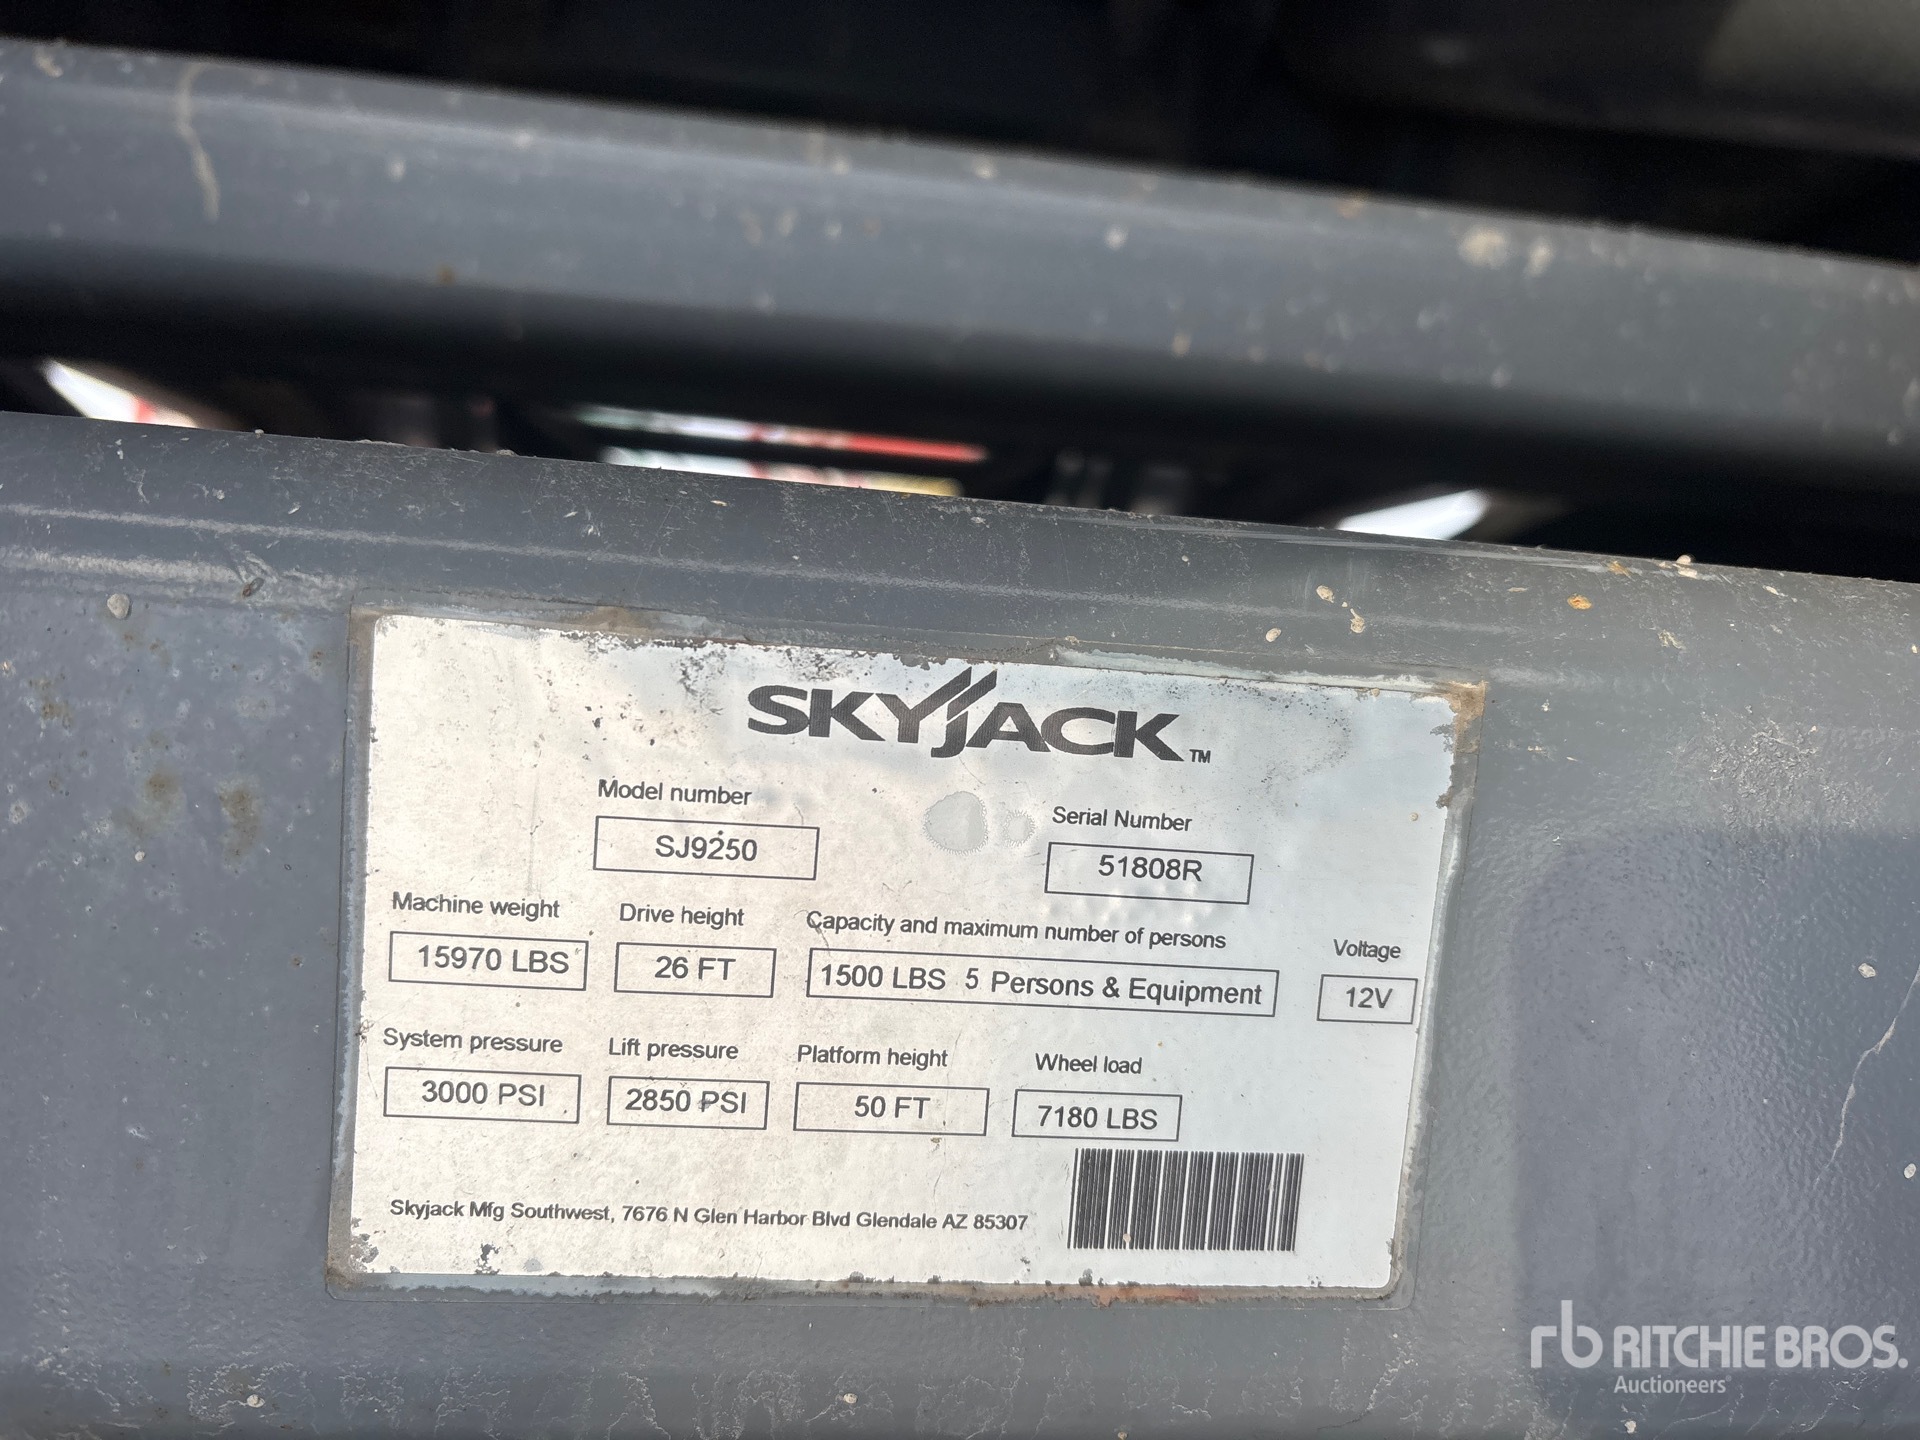 SKYJACK™
Model number
SJ9250
Serial Number
51808R
Machine weight
15970 LBS
Drive height
26 FT
Capacity and maximum number of persons
1500 LBS 5 Persons & Equipment
Voltage
12V
System pressure
3000 PSI
Lift pressure
2850 PSI
Platform height
50 FT
Wheel load
7180 LBS
Skyjack Mfg Southwest, 7676 N Glen Harbor Blvd Glendale AZ 85307
rb RITCHIE BROS.
Auctioneers